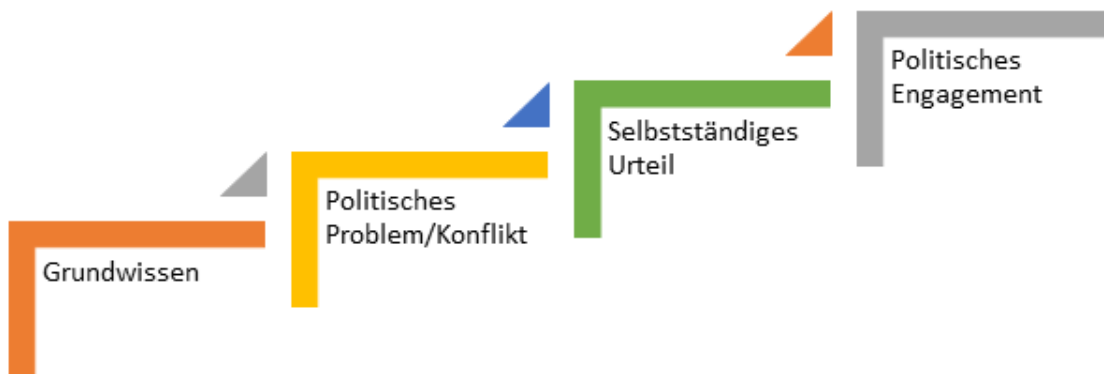 Grundwissen
Politisches
Problem/Konflikt
Selbstständiges
Urteil
Politisches
Engagement